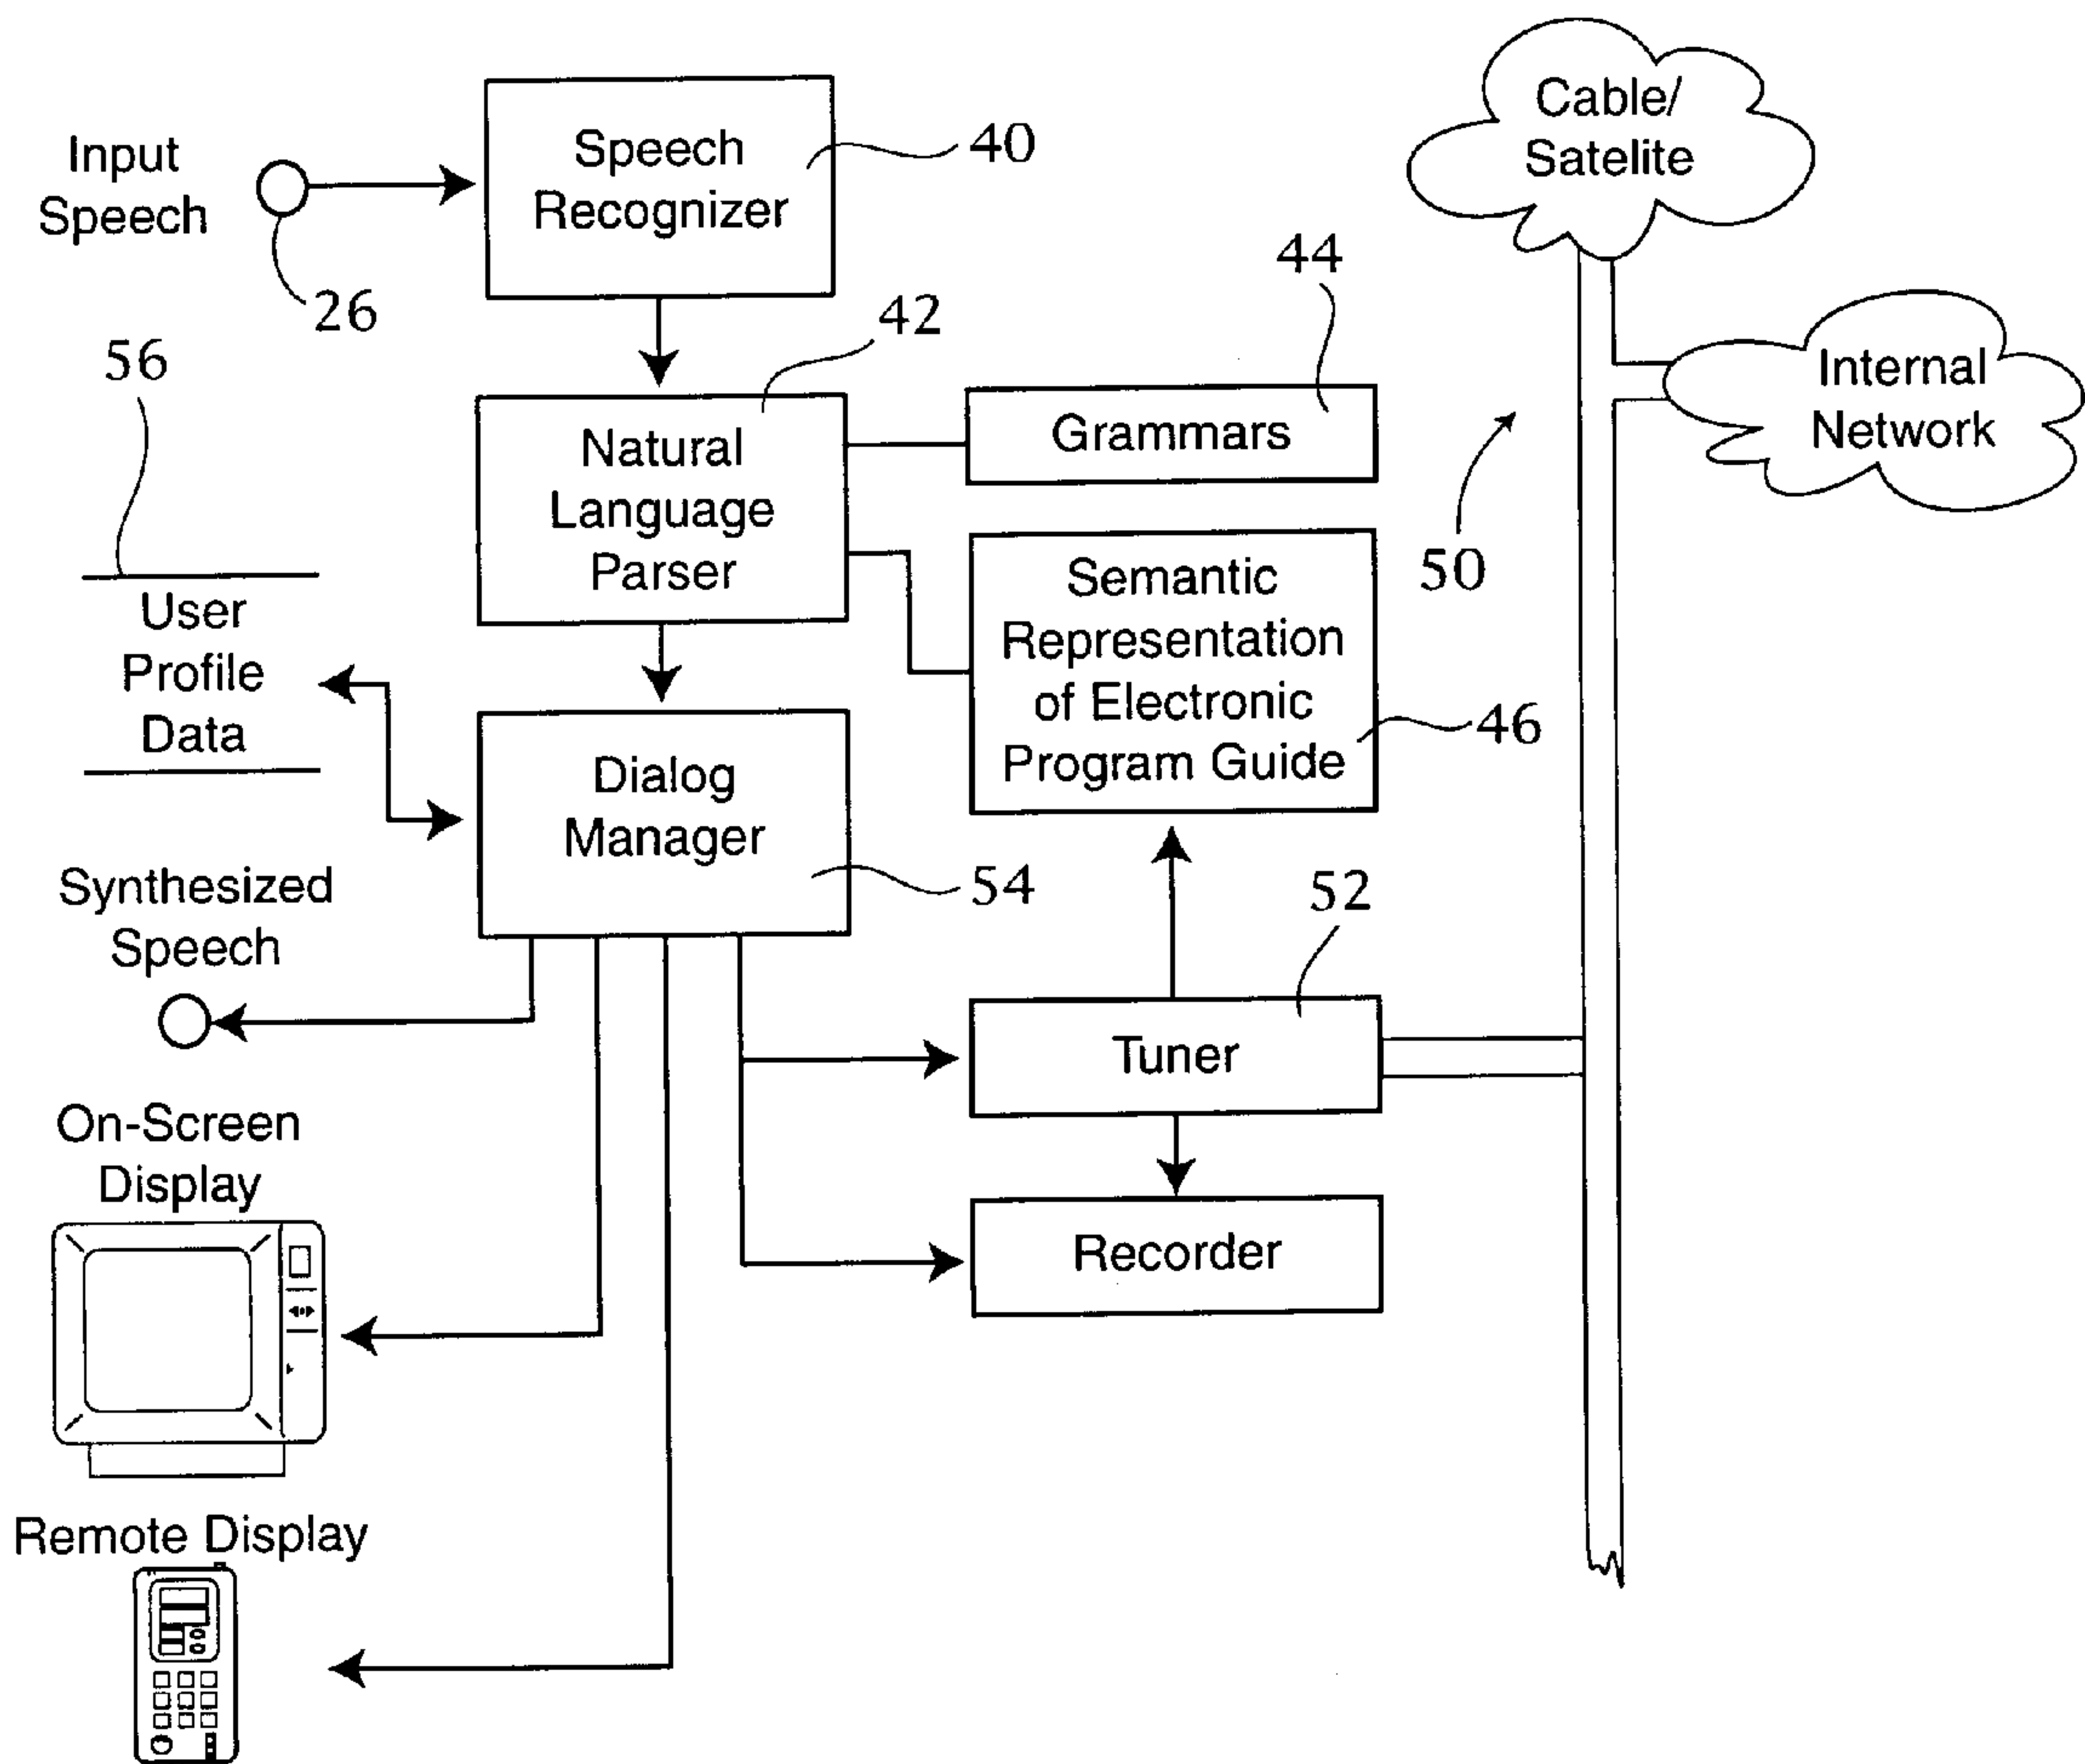 Cable/
Satelite
Input
Speech
26
Speech
Recognizer
40
Internal
Network
50
56
User
Profile
Data
42
Natural
Language
Parser
44
Grammars
Semantic
Representation
of Electronic
Program Guide
46
Dialog
Manager
54
Synthesized
Speech
52
Tuner
On-Screen
Display
Recorder
Remote Display